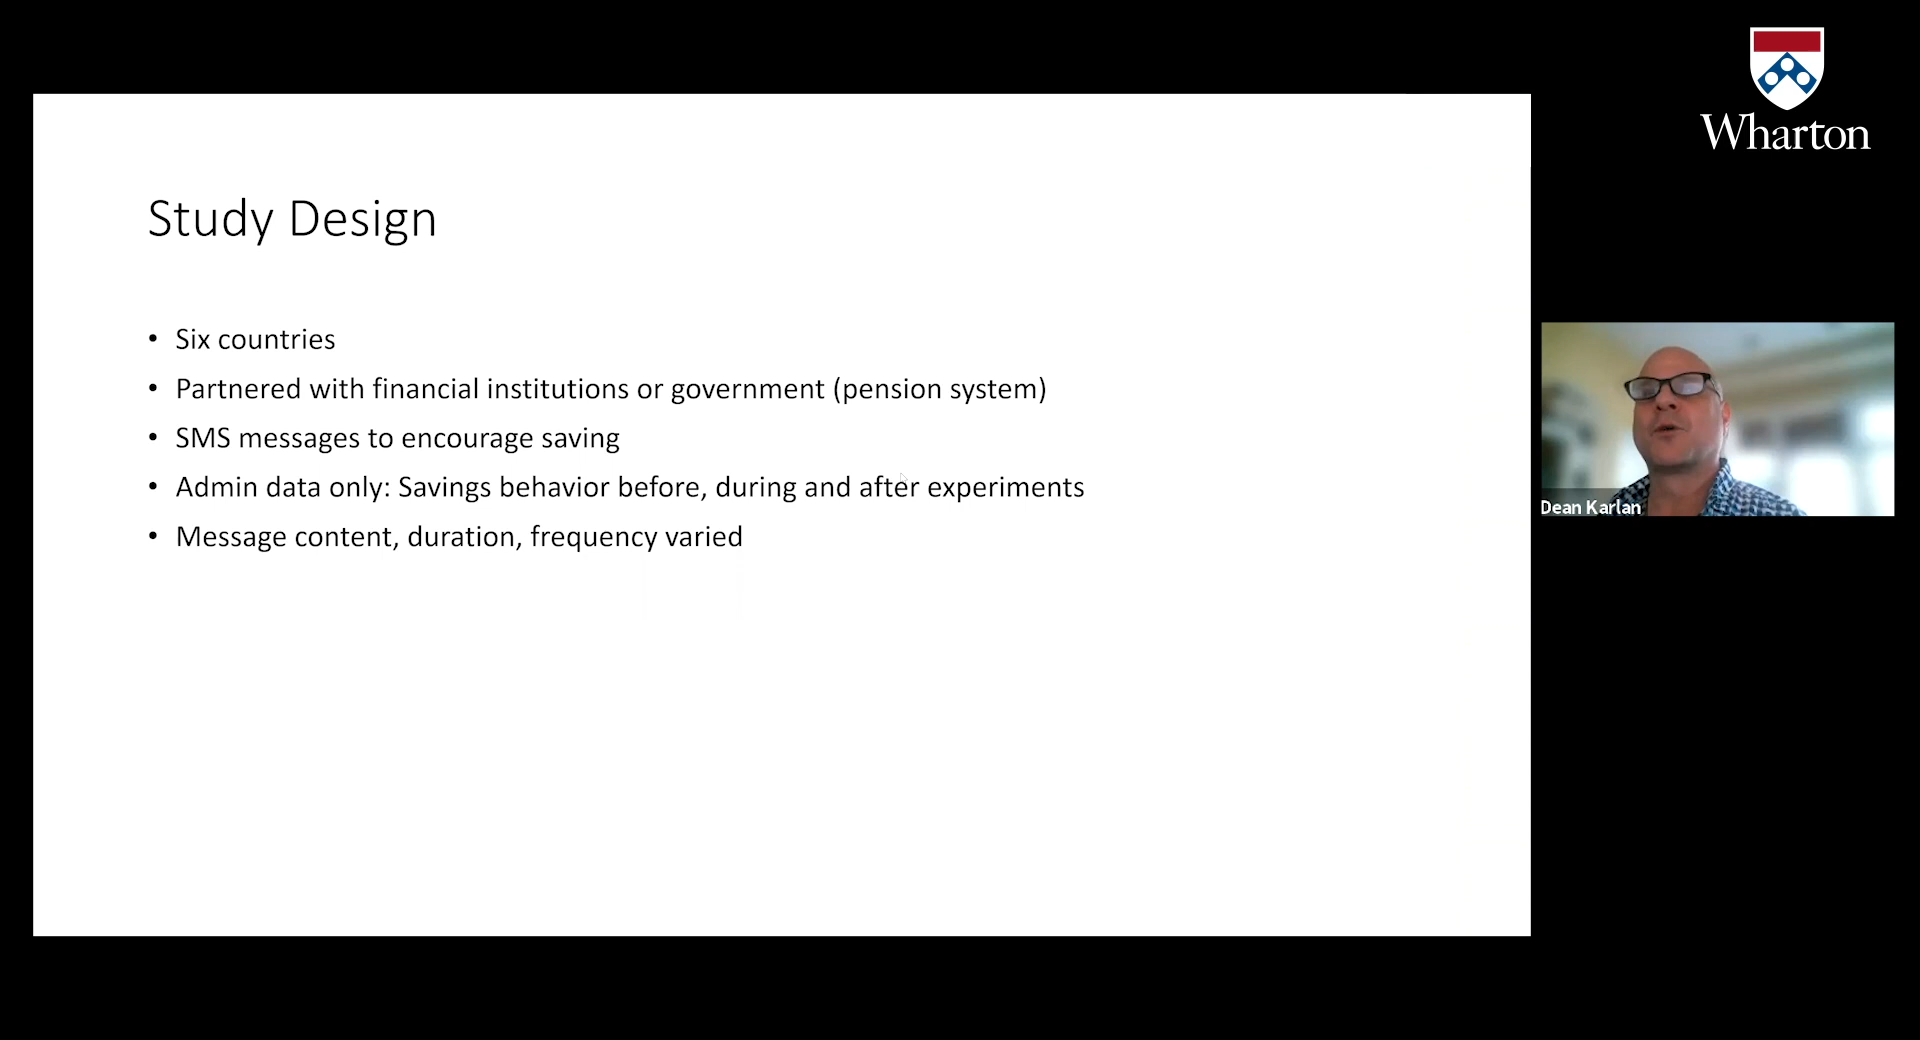 Wharton
Study Design
• Six countries
• Partnered with financial institutions or government (pension system)
• SMS messages to encourage saving
• Admin data only: Savings behavior before, during and after experiments
• Message content, duration, frequency varied
Dean Karlan